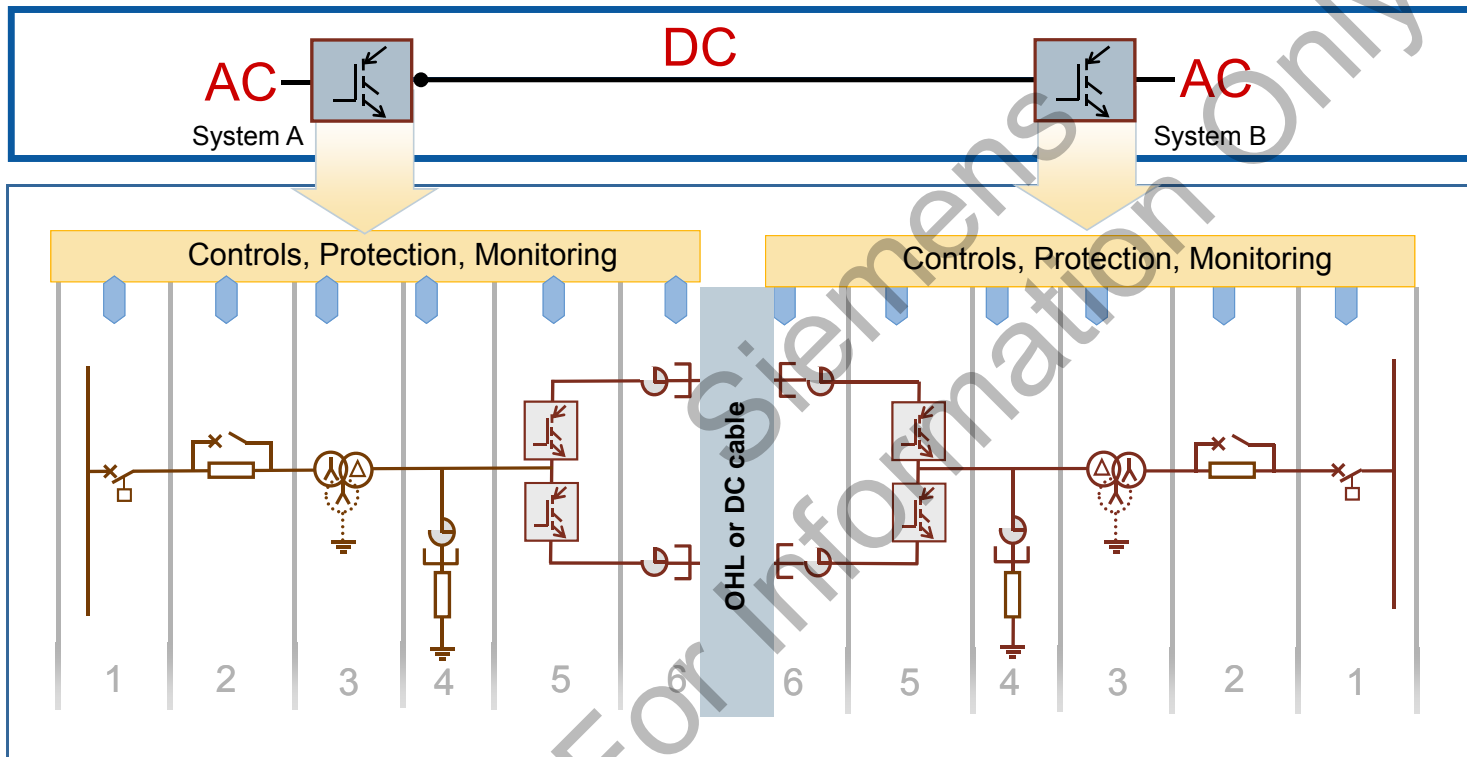 AC
DC
AC
System A
System B
Controls, Protection, Monitoring
Controls, Protection, Monitoring
OHL or DC cable
1 2 3 4 5 6 6 5 4 3 2 1
Siemens
For Information Only